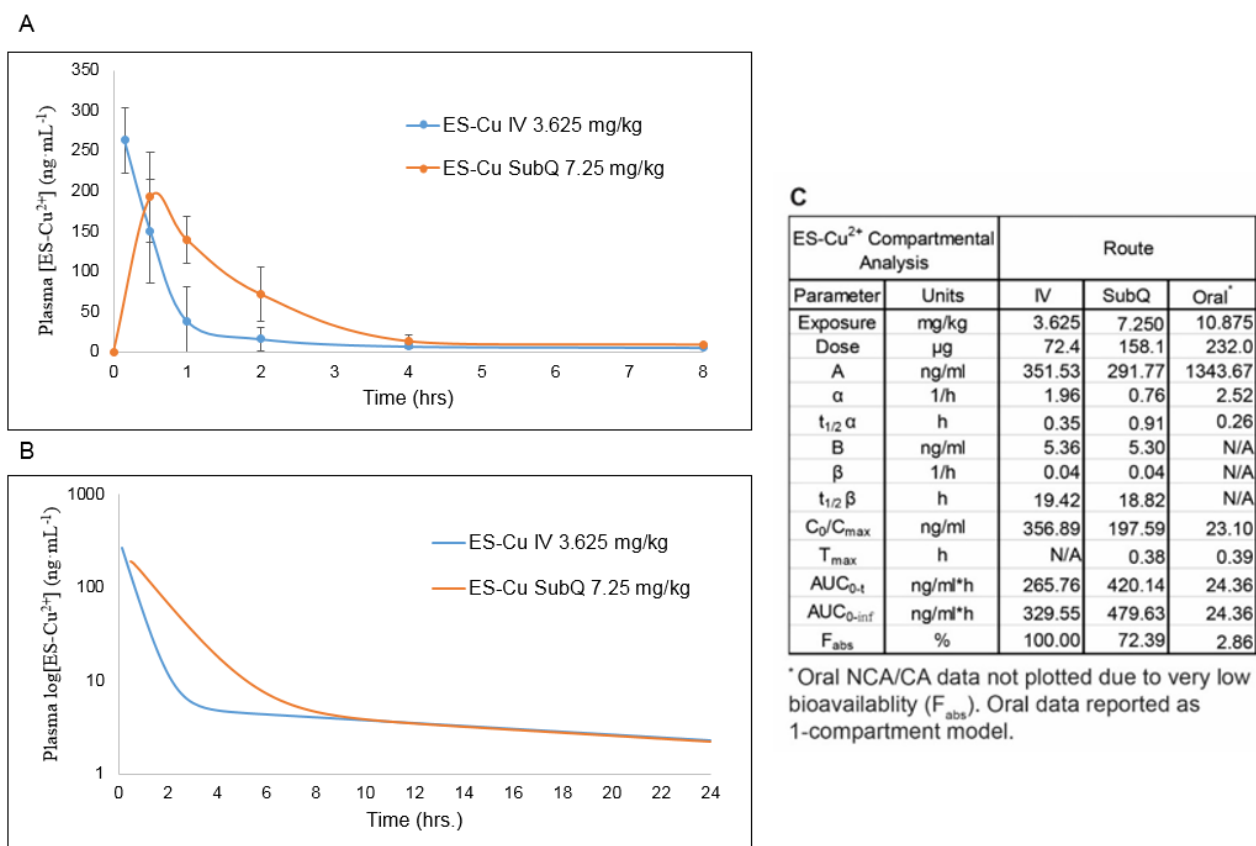 A
350
300
250
200
150
100
50
0
Plasma [ES-Cu²⁺] (ng·mL⁻¹)
ES-Cu IV 3.625 mg/kg
ES-Cu SubQ 7.25 mg/kg
0 1 2 3 4 5 6 7 8
Time (hrs)
B
1000
100
10
1
Plasma log[ES-Cu²⁺] (ng·mL⁻¹)
ES-Cu IV 3.625 mg/kg
ES-Cu SubQ 7.25 mg/kg
0 2 4 6 8 10 12 14 16 18 20 22 24
Time (hrs.)
C
ES-Cu²⁺ Compartmental Analysis Route
Parameter Units IV SubQ Oral*
Exposure mg/kg 3.625 7.250 10.875
Dose µg 72.4 158.1 232.0
A ng/ml 351.53 291.77 1343.67
α 1/h 1.96 0.76 2.52
t1/2 α h 0.35 0.91 0.26
B ng/ml 5.36 5.30 N/A
β 1/h 0.04 0.04 N/A
t1/2 β h 19.42 18.82 N/A
C0/Cmax ng/ml 356.89 197.59 23.10
Tmax h N/A 0.38 0.39
AUC0-t ng/ml*h 265.76 420.14 24.36
AUC0-inf ng/ml*h 329.55 479.63 24.36
Fabs % 100.00 72.39 2.86
*Oral NCA/CA data not plotted due to very low
bioavailablity (Fabs). Oral data reported as
1-compartment model.